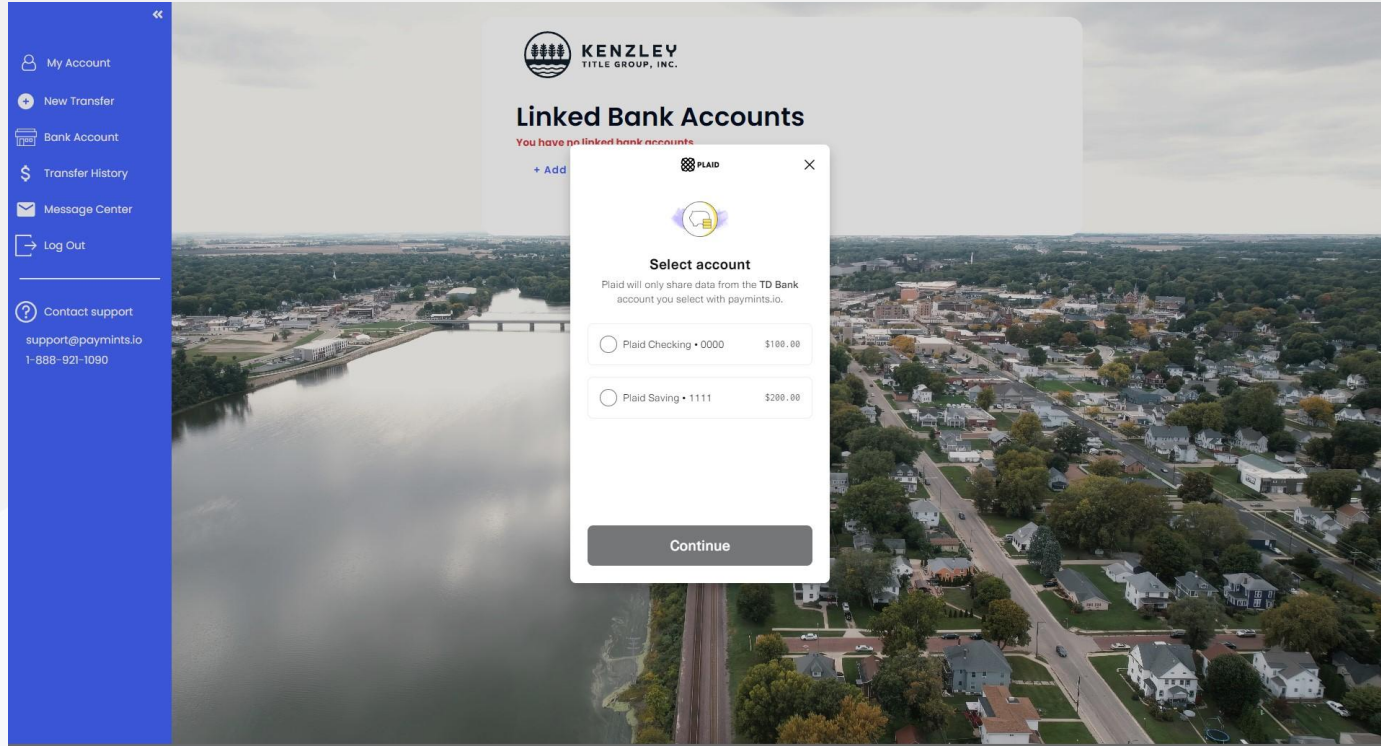 «
My Account
New Transfer
Bank Account
Transfer History
Message Center
Log Out
Contact support
support@paymints.io
1-888-921-1090
KENZLEY
TITLE GROUP, INC.
Linked Bank Accounts
You have no linked bank accounts
+ Add
PLAID
Select account
Plaid will only share data from the TD Bank
account you select with paymints.io.
Plaid Checking • 0000 $100.00
Plaid Saving • 1111 $200.00
Continue